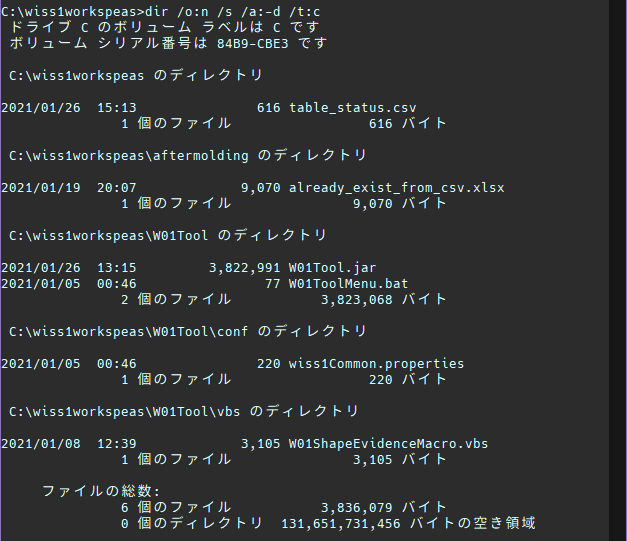 C:\wiss1workspeas>dir /o:n /s /a:-d /t:c
ドライブ C のボリューム ラベルは C です
ボリューム シリアル番号は 84B9-CBE3 です
C:\wiss1workspeas のディレクトリ
2021/01/26  15:13               616 table_status.csv
1 個のファイル                 616 バイト
C:\wiss1workspeas\aftermolding のディレクトリ
2021/01/19  20:07             9,070 already_exist_from_csv.xlsx
1 個のファイル               9,070 バイト
C:\wiss1workspeas\W01Tool のディレクトリ
2021/01/26  13:15         3,822,991 W01Tool.jar
2021/01/05  00:46                77 W01ToolMenu.bat
2 個のファイル           3,823,068 バイト
C:\wiss1workspeas\W01Tool\conf のディレクトリ
2021/01/05  00:46               220 wiss1Common.properties
1 個のファイル                 220 バイト
C:\wiss1workspeas\W01Tool\vbs のディレクトリ
2021/01/08  12:39             3,105 W01ShapeEvidenceMacro.vbs
1 個のファイル               3,105 バイト
ファイルの総数:
6 個のファイル           3,836,079 バイト
0 個のディレクトリ  131,651,731,456 バイトの空き領域